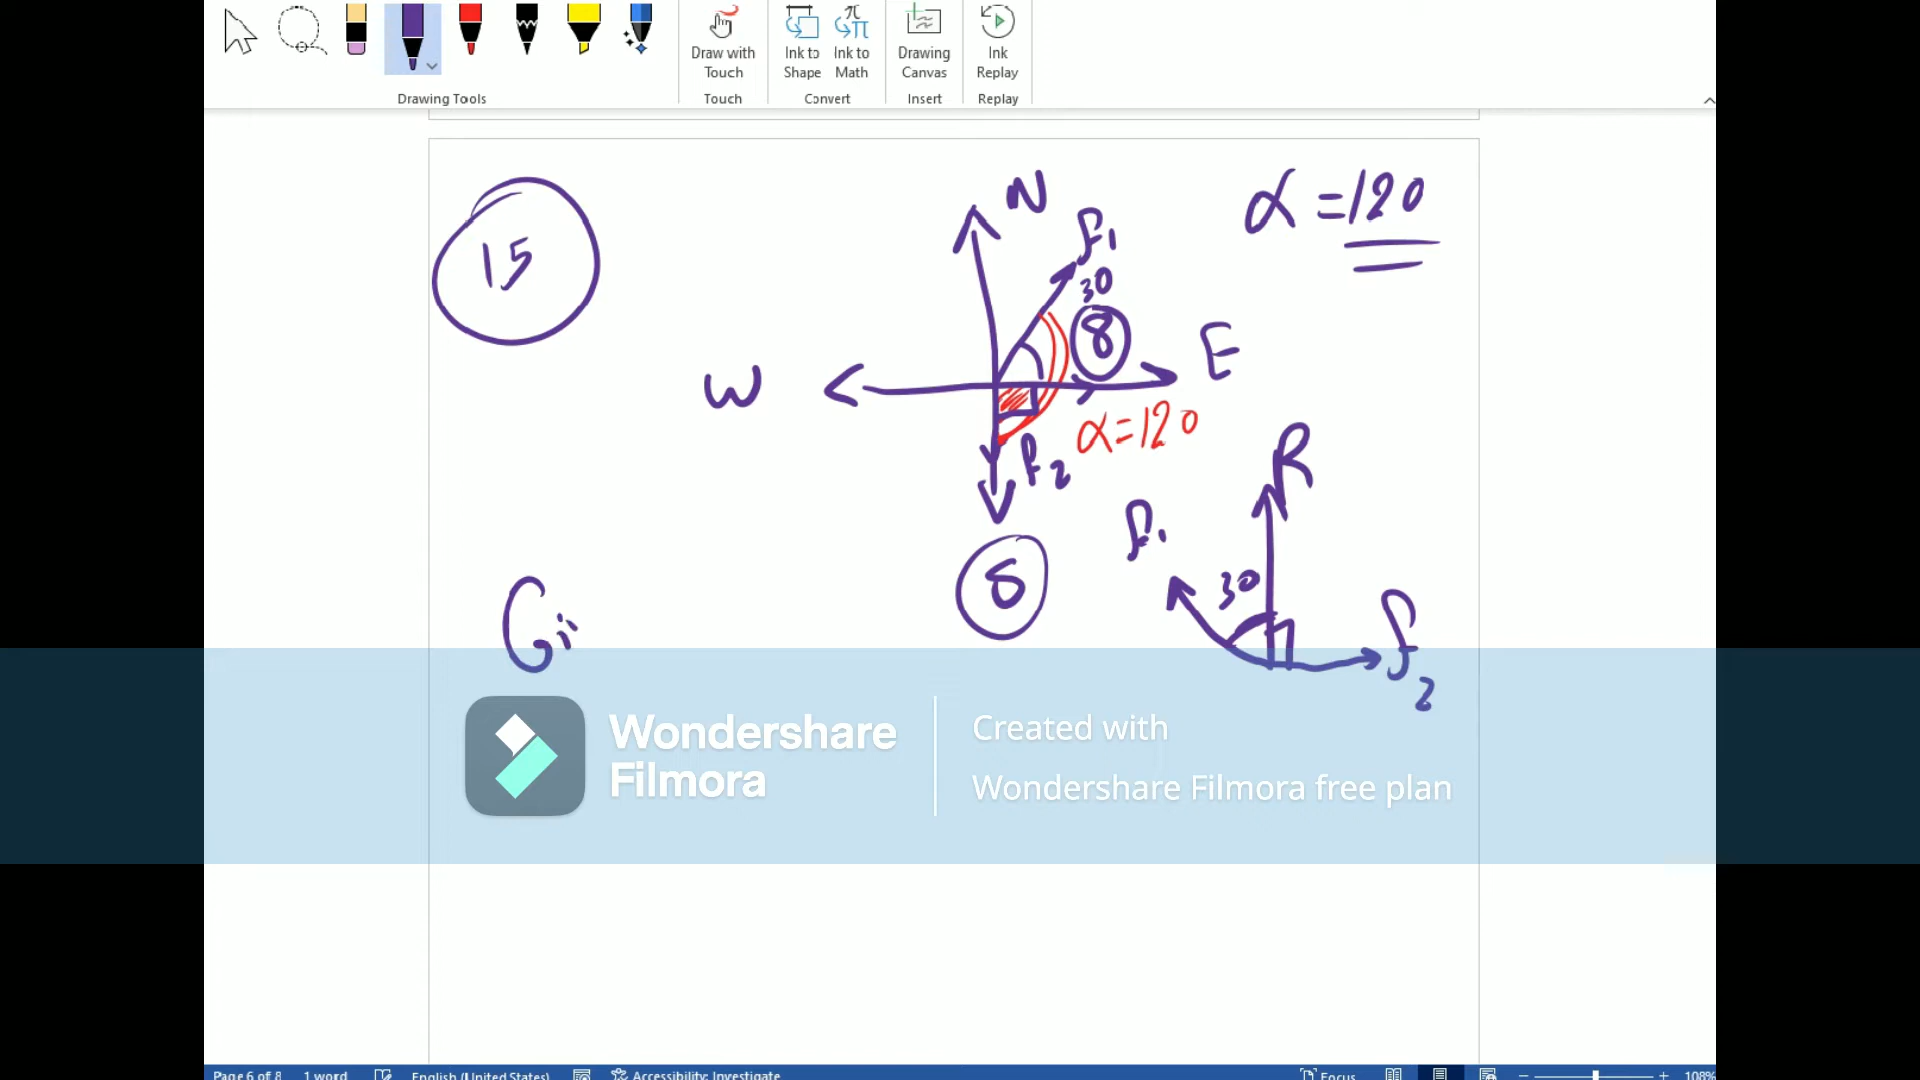 Draw with Touch
Ink to Shape
Ink to Math
Drawing Canvas
Ink Replay
Drawing Tools
Touch
Convert
Insert
Replay
15
N
F1
30
8
α = 120
W
E
α = 120
F2
8
R
F1
30
F2
Gi
Wondershare Filmora
Created with
Wondershare Filmora free plan
Page 6 of 8
1 word
English (United States)
Accessibility: Investigate
Focus
108%